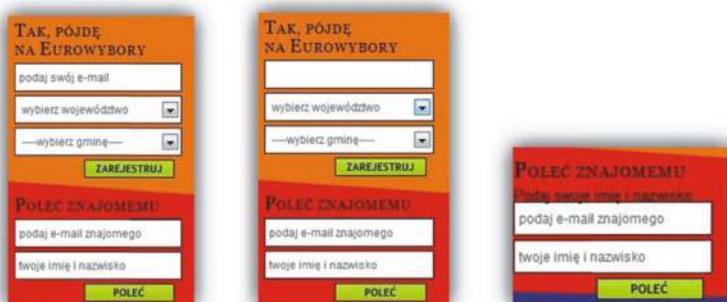 TAK, PÓJDĘ
NA EUROWYBORY
podaj swój e-mail
wybierz województwo
----wybierz gminę----
ZAREJESTRUJ
POLEĆ ZNAJOMEMU
podaj e-mail znajomego
twoje imię i nazwisko
POLEĆ
TAK, PÓJDĘ
NA EUROWYBORY
wybierz województwo
----wybierz gminę----
ZAREJESTRUJ
POLEĆ ZNAJOMEMU
podaj e-mail znajomego
twoje imię i nazwisko
POLEĆ
POLEĆ ZNAJOMEMU
Podaj swoje imię i nazwisko
podaj e-mail znajomego
twoje imię i nazwisko
POLEĆ